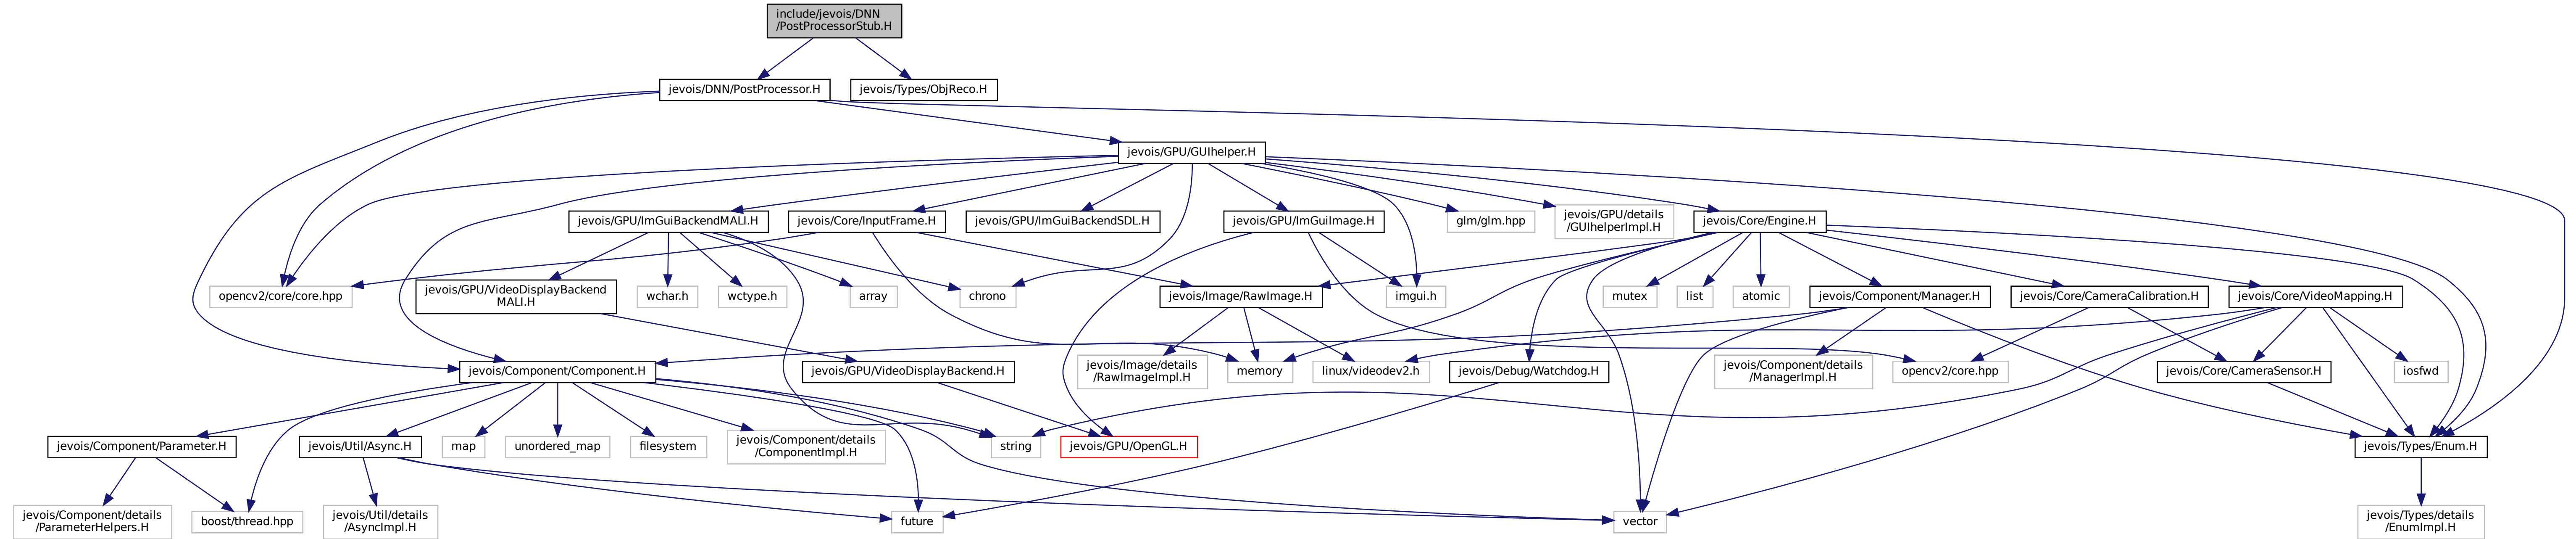 include/jevois/DNN
/PostProcessorStub.H
jevois/DNN/PostProcessor.H
jevois/Types/ObjReco.H
jevois/GPU/GUIhelper.H
jevois/GPU/ImGuiBackendMALI.H
jevois/Core/InputFrame.H
jevois/GPU/ImGuiBackendSDL.H
jevois/GPU/ImGuiImage.H
glm/glm.hpp
jevois/GPU/details
/GUIhelperImpl.H
jevois/Core/Engine.H
opencv2/core/core.hpp
jevois/GPU/VideoDisplayBackend
MALI.H
wchar.h
wctype.h
array
chrono
jevois/Image/RawImage.H
imgui.h
mutex
list
atomic
jevois/Component/Manager.H
jevois/Core/CameraCalibration.H
jevois/Core/VideoMapping.H
jevois/Component/Component.H
jevois/GPU/VideoDisplayBackend.H
jevois/Image/details
/RawImageImpl.H
memory
linux/videodev2.h
jevois/Debug/Watchdog.H
jevois/Component/details
/ManagerImpl.H
opencv2/core.hpp
jevois/Core/CameraSensor.H
iosfwd
jevois/Component/Parameter.H
jevois/Util/Async.H
map
unordered_map
filesystem
jevois/Component/details
/ComponentImpl.H
string
jevois/GPU/OpenGL.H
jevois/Types/Enum.H
jevois/Component/details
/ParameterHelpers.H
boost/thread.hpp
jevois/Util/details
/AsyncImpl.H
future
vector
jevois/Types/details
/EnumImpl.H